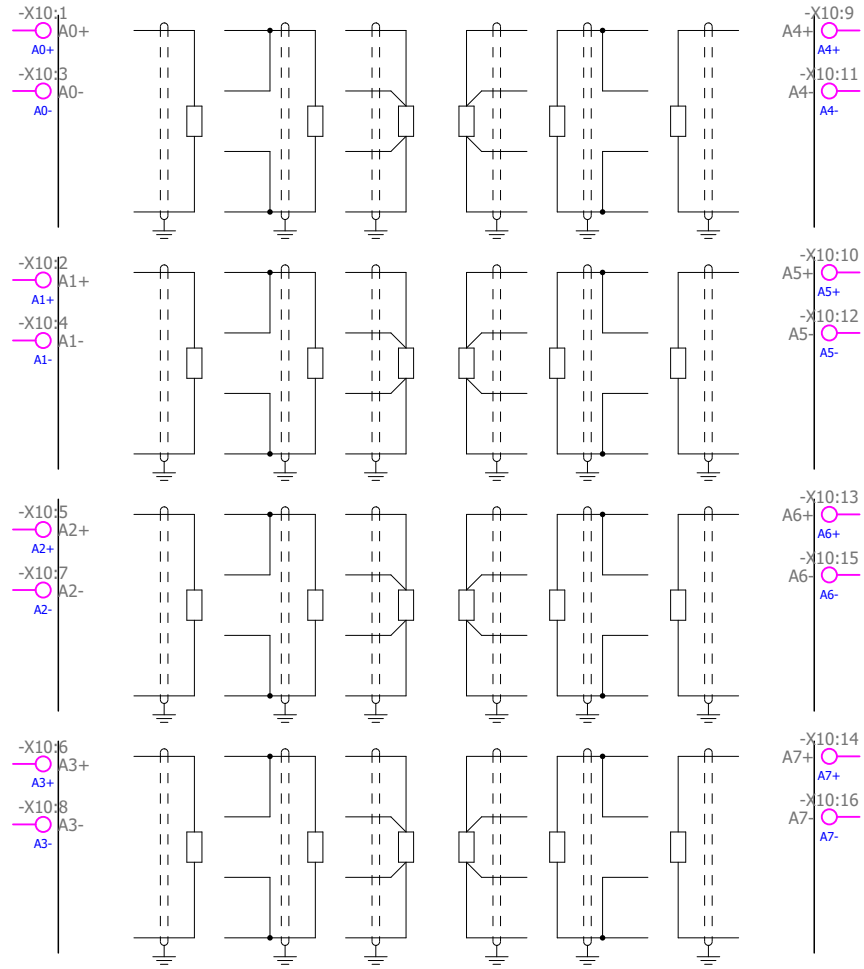 -X10:1
A0+
A0+
-X10:3
A0-
A0-
-X10:9
A4+
A4+
-X10:11
A4-
A4-
-X10:2
A1+
A1+
-X10:4
A1-
A1-
-X10:10
A5+
A5+
-X10:12
A5-
A5-
-X10:5
A2+
A2+
-X10:7
A2-
A2-
-X10:13
A6+
A6+
-X10:15
A6-
A6-
-X10:6
A3+
A3+
-X10:8
A3-
A3-
-X10:14
A7+
A7+
-X10:16
A7-
A7-